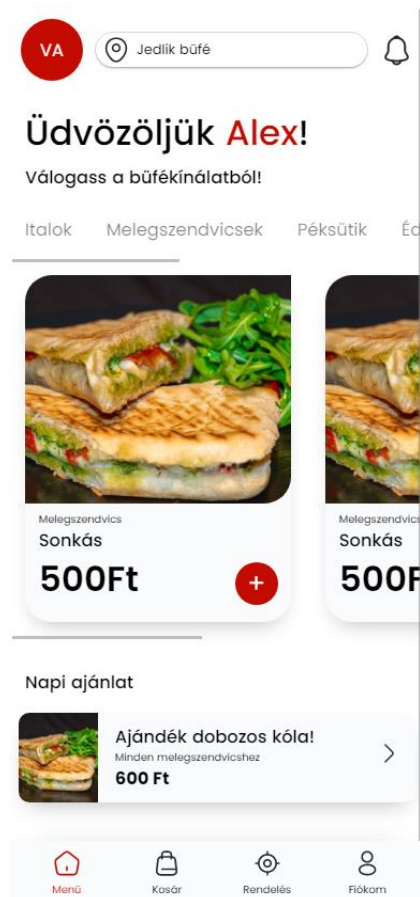 VA
Jedlik büfé
Üdvözöljük Alex!
Válogass a büfékínálatból!
Italok Melegszendvicsek Péksütik
Melegszendvics
Sonkás
500Ft
+
Sonkás
Napi ajánlat
Ajándék dobozos kóla!
Minden melegszendvicshez
600 Ft
Menü Kosár Rendelés Fiókom